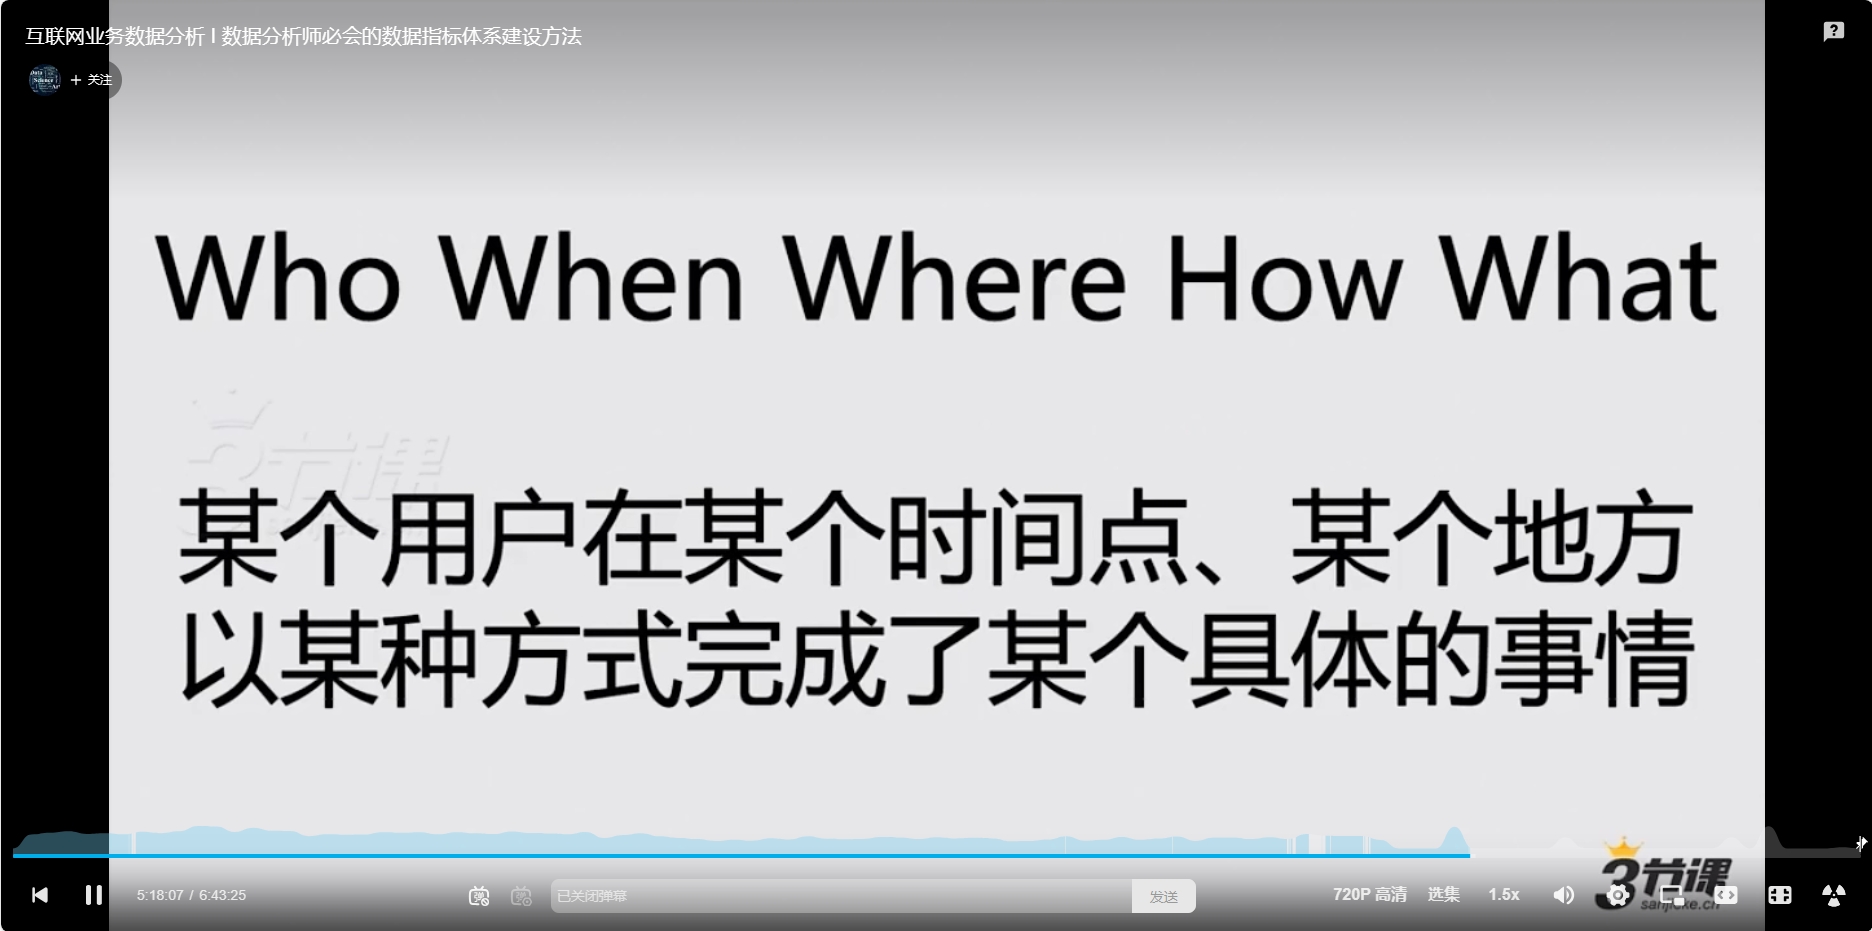 互联网业务数据分析 I 数据分析师必会的数据指标体系建设方法
+ 关注
Who When Where How What
3节课
某个用户在某个时间点、某个地方
以某种方式完成了某个具体的事情
3节课
sanjieke.cn
5:18:07 / 6:43:25
已关闭弹幕
发送
720P 高清
选集
1.5x